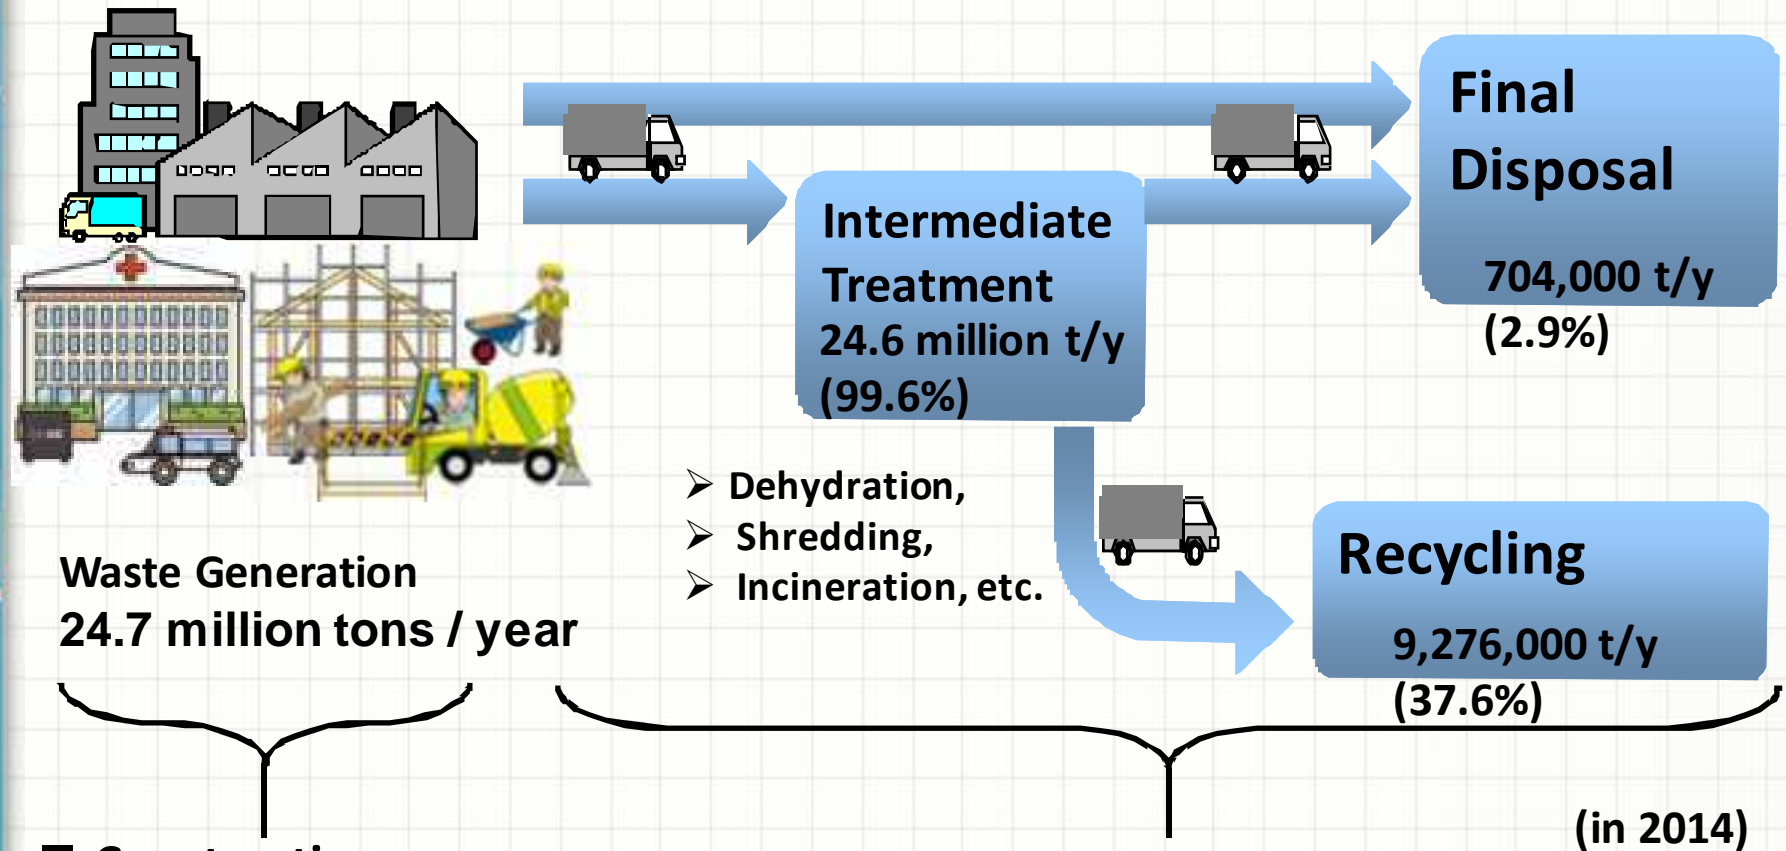 Final
Disposal
704,000 t/y
(2.9%)
Intermediate
Treatment
24.6 million t/y
(99.6%)
➢ Dehydration,
➢ Shredding,
➢ Incineration, etc.
Waste Generation
24.7 million tons / year
Recycling
9,276,000 t/y
(37.6%)
(in 2014)